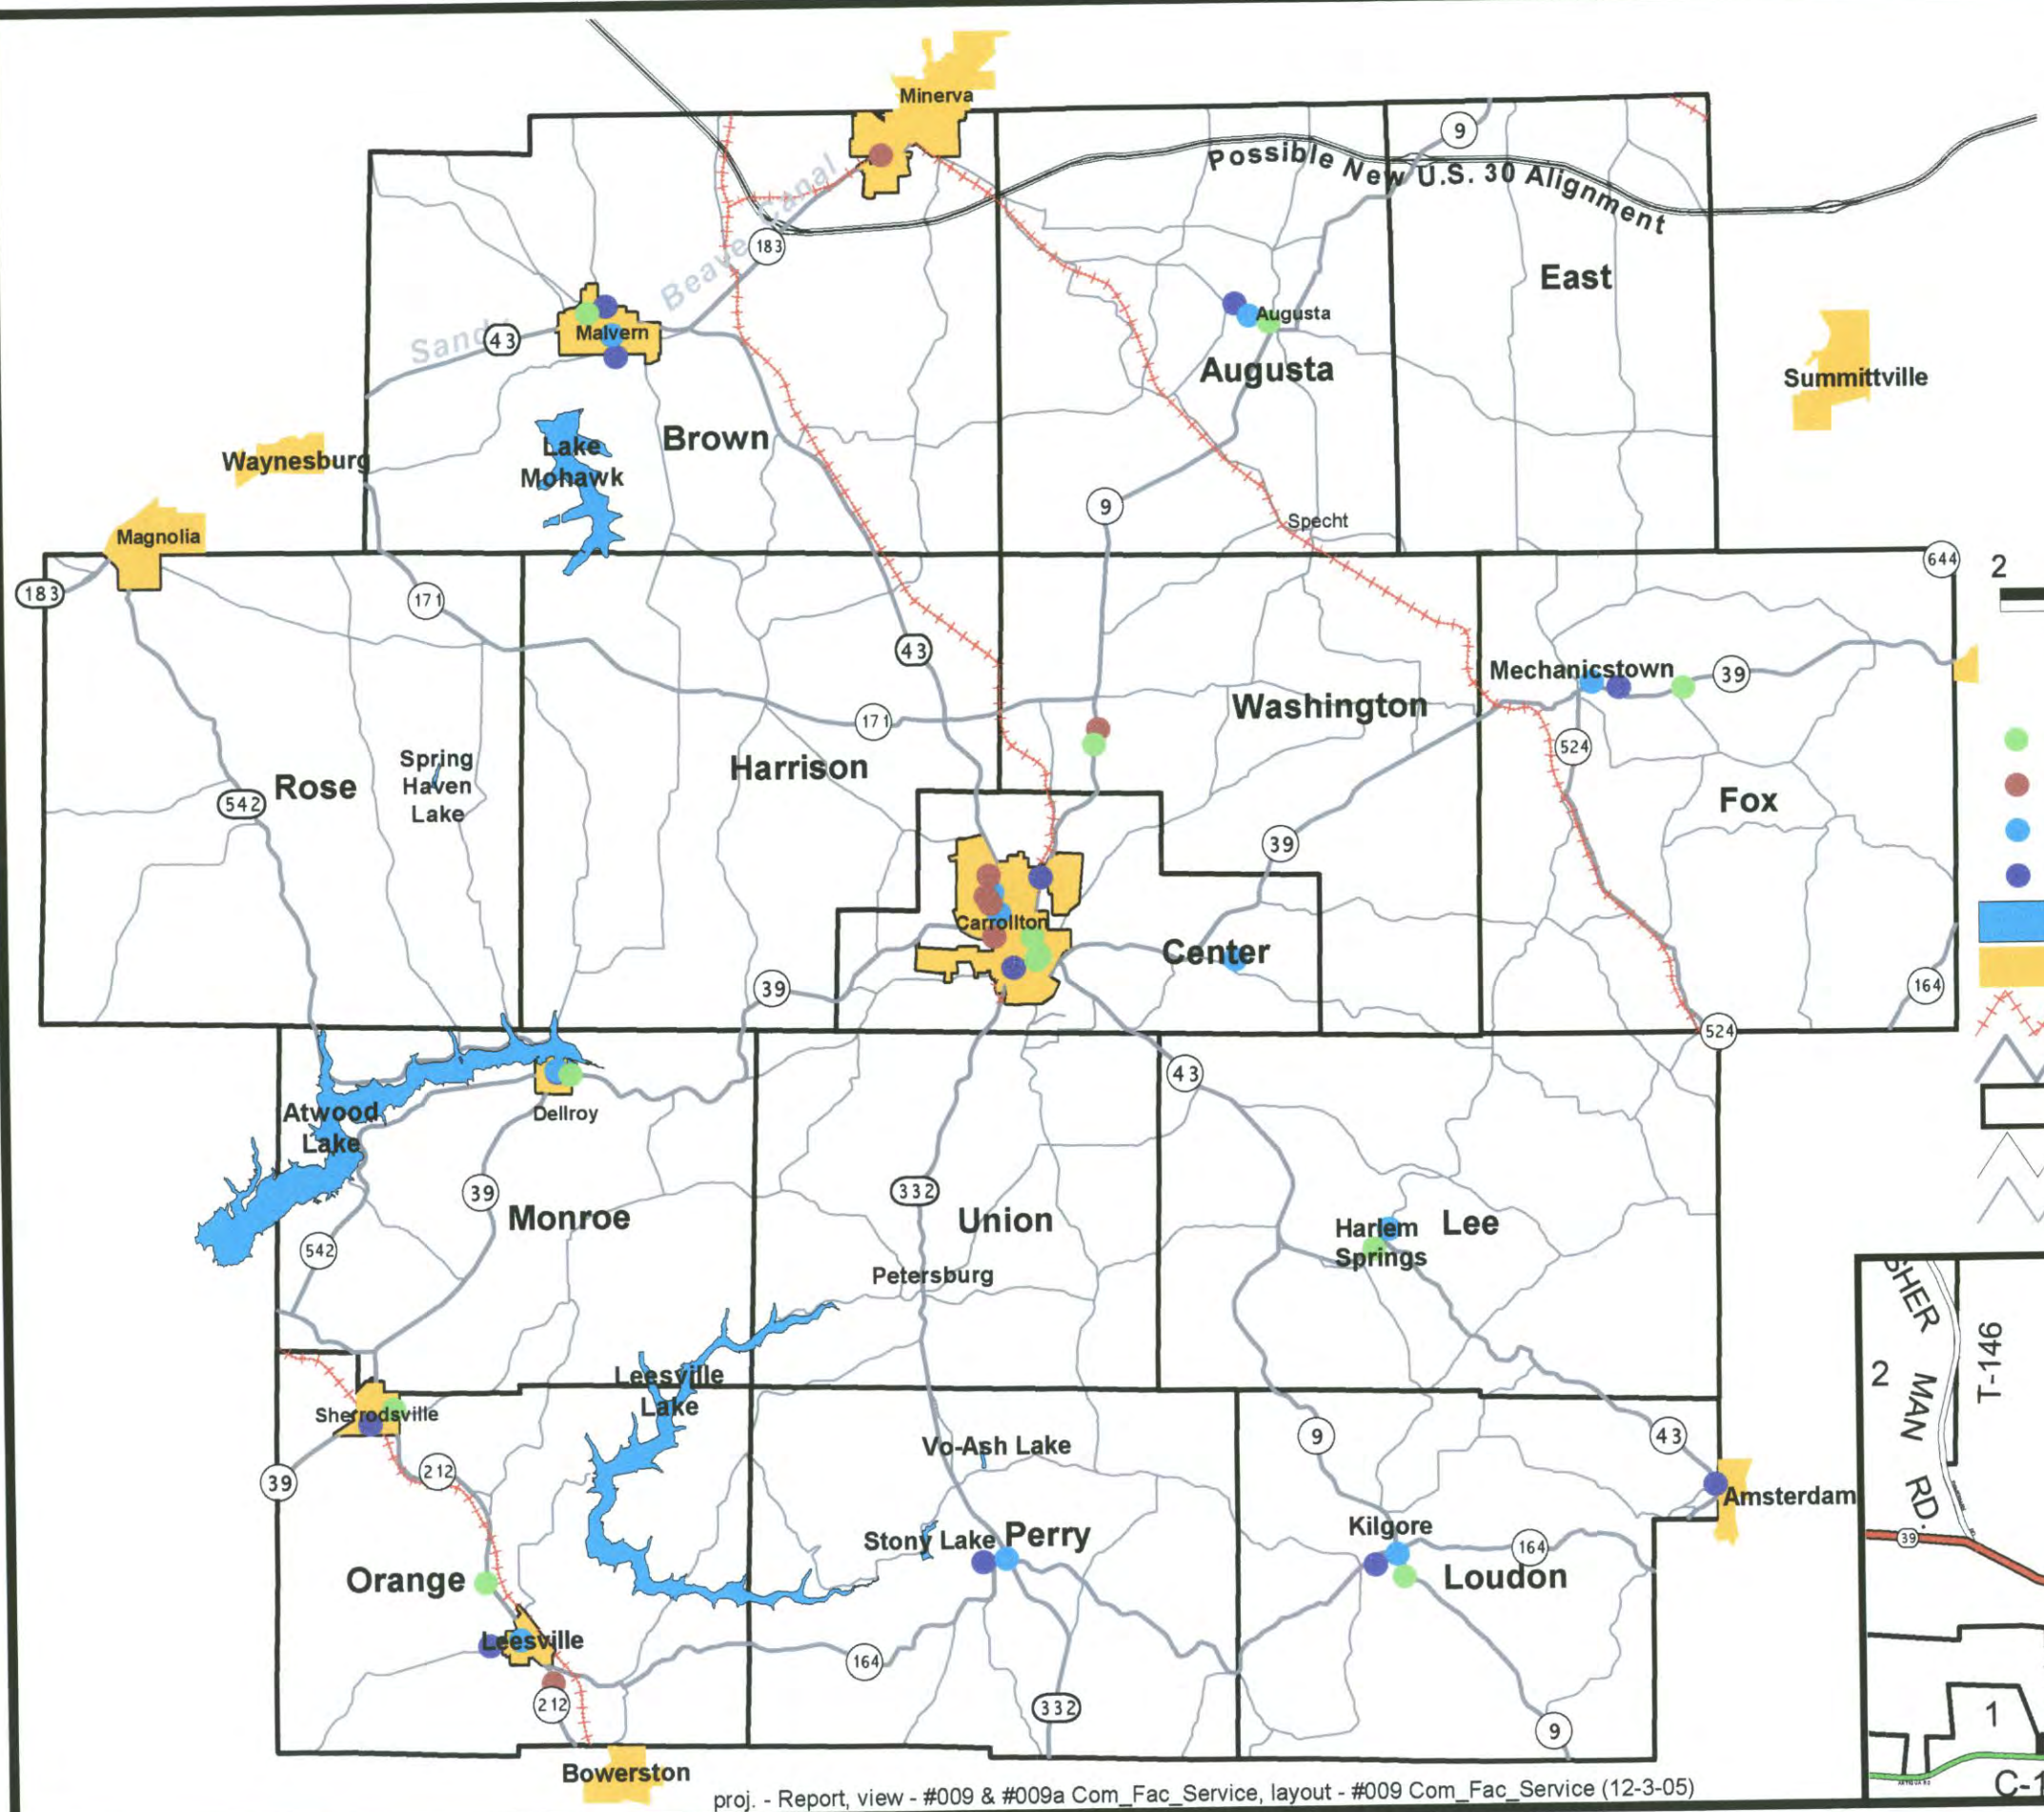 Minerva
9
Possible New U.S. 30 Alignment
Beaver Canal
183
East
Sandy
43
Malvern
Augusta
Augusta
Summittville
Waynesburg
Lake
Mohawk
Brown
9
Specht
Magnolia
644
2
183
171
43
Mechanicstown
39
Washington
171
524
Spring
Haven
Lake
Rose
542
Harrison
Fox
39
Carrollton
Center
39
164
524
43
Atwood
Lake
Dellroy
39
332
Monroe
Union
Harlem
Springs
Lee
542
Petersburg
Leesville
Lake
Sherrodsville
9
43
Vo-Ash Lake
212
39
Amsterdam
Stony Lake
Perry
Kilgore
164
Orange
Loudon
Leesville
164
212
332
9
Bowerston
SHER
MAN
RD.
T-146
2
39
1
C-1
proj. - Report, view - #009 & #009a Com_Fac_Service, layout - #009 Com_Fac_Service (12-3-05)